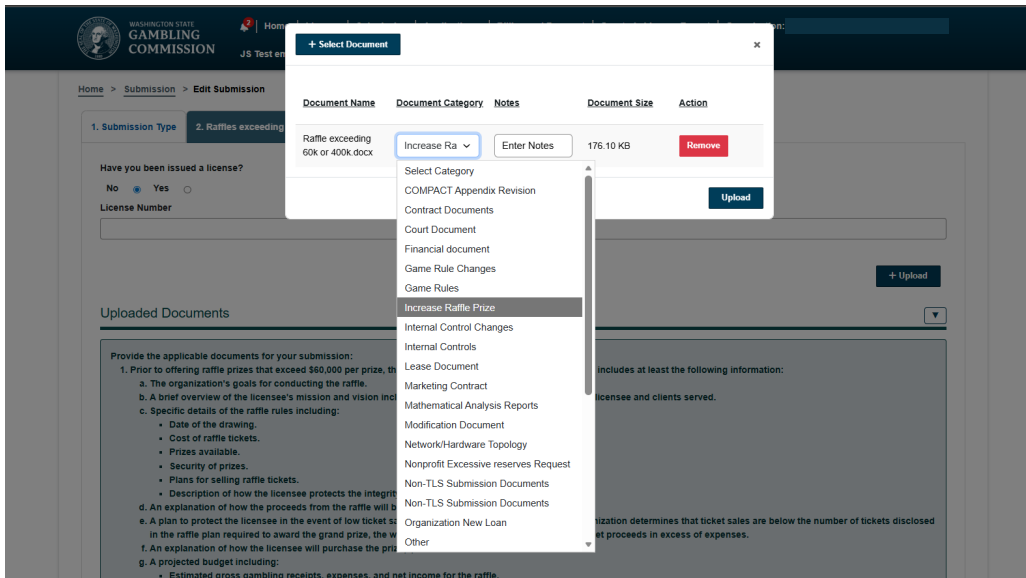 WASHINGTON STATE
GAMBLING
COMMISSION
2
JS Test
+ Select Document
×
Home > Submission > Edit Submission
1. Submission Type
2. Raffles exceeding
Document Name Document Category Notes Document Size Action
Raffle exceeding
60k or 400k.docx
Increase Ra
Enter Notes
176.10 KB
Remove
Upload
Have you been issued a license?
No Yes
License Number
Select Category
COMPACT Appendix Revision
Contract Documents
Court Document
Financial document
Game Rule Changes
Game Rules
Increase Raffle Prize
Internal Control Changes
Internal Controls
Lease Document
Marketing Contract
Mathematical Analysis Reports
Modification Document
Network/Hardware Topology
Nonprofit Excessive reserves Request
Non-TLS Submission Documents
Non-TLS Submission Documents
Organization New Loan
Other
+ Upload
Uploaded Documents
Provide the applicable documents for your submission:
1. Prior to offering raffle prizes that exceed $60,000 per prize, includes at least the following information:
a. The organization's goals for conducting the raffle.
b. A brief overview of the licensee's mission and vision licensee and clients served.
c. Specific details of the raffle rules including:
• Date of the drawing.
• Cost of raffle tickets.
• Prizes available.
• Security of prizes.
• Plans for selling raffle tickets.
• Description of how the licensee protects the
d. An explanation of how the proceeds from the raffle will
e. A plan to protect the licensee in the event of low ticket determines that ticket sales are below the number of tickets disclosed
in the raffle plan required to award the grand prize, the proceeds in excess of expenses.
f. An explanation of how the licensee will purchase the
g. A projected budget including:
• Estimated gross gambling receipts, expenses, and net income for the raffle.